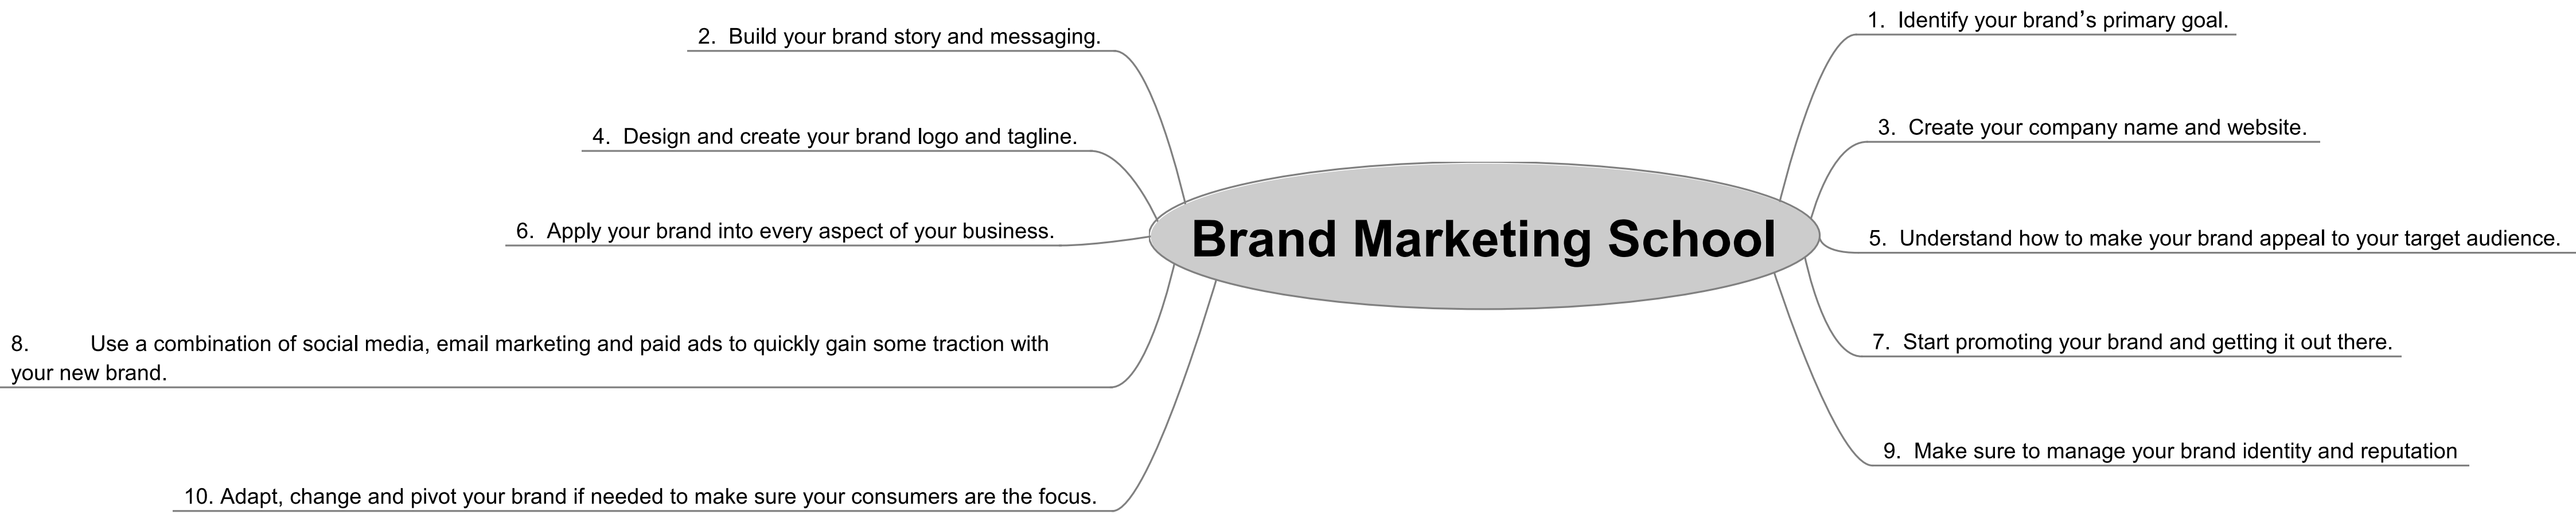 1. Identify your brand’s primary goal.
2. Build your brand story and messaging.
3. Create your company name and website.
4. Design and create your brand logo and tagline.
Brand Marketing School
5. Understand how to make your brand appeal to your target audience.
6. Apply your brand into every aspect of your business.
7. Start promoting your brand and getting it out there.
8. Use a combination of social media, email marketing and paid ads to quickly gain some traction with
your new brand.
9. Make sure to manage your brand identity and reputation
10. Adapt, change and pivot your brand if needed to make sure your consumers are the focus.